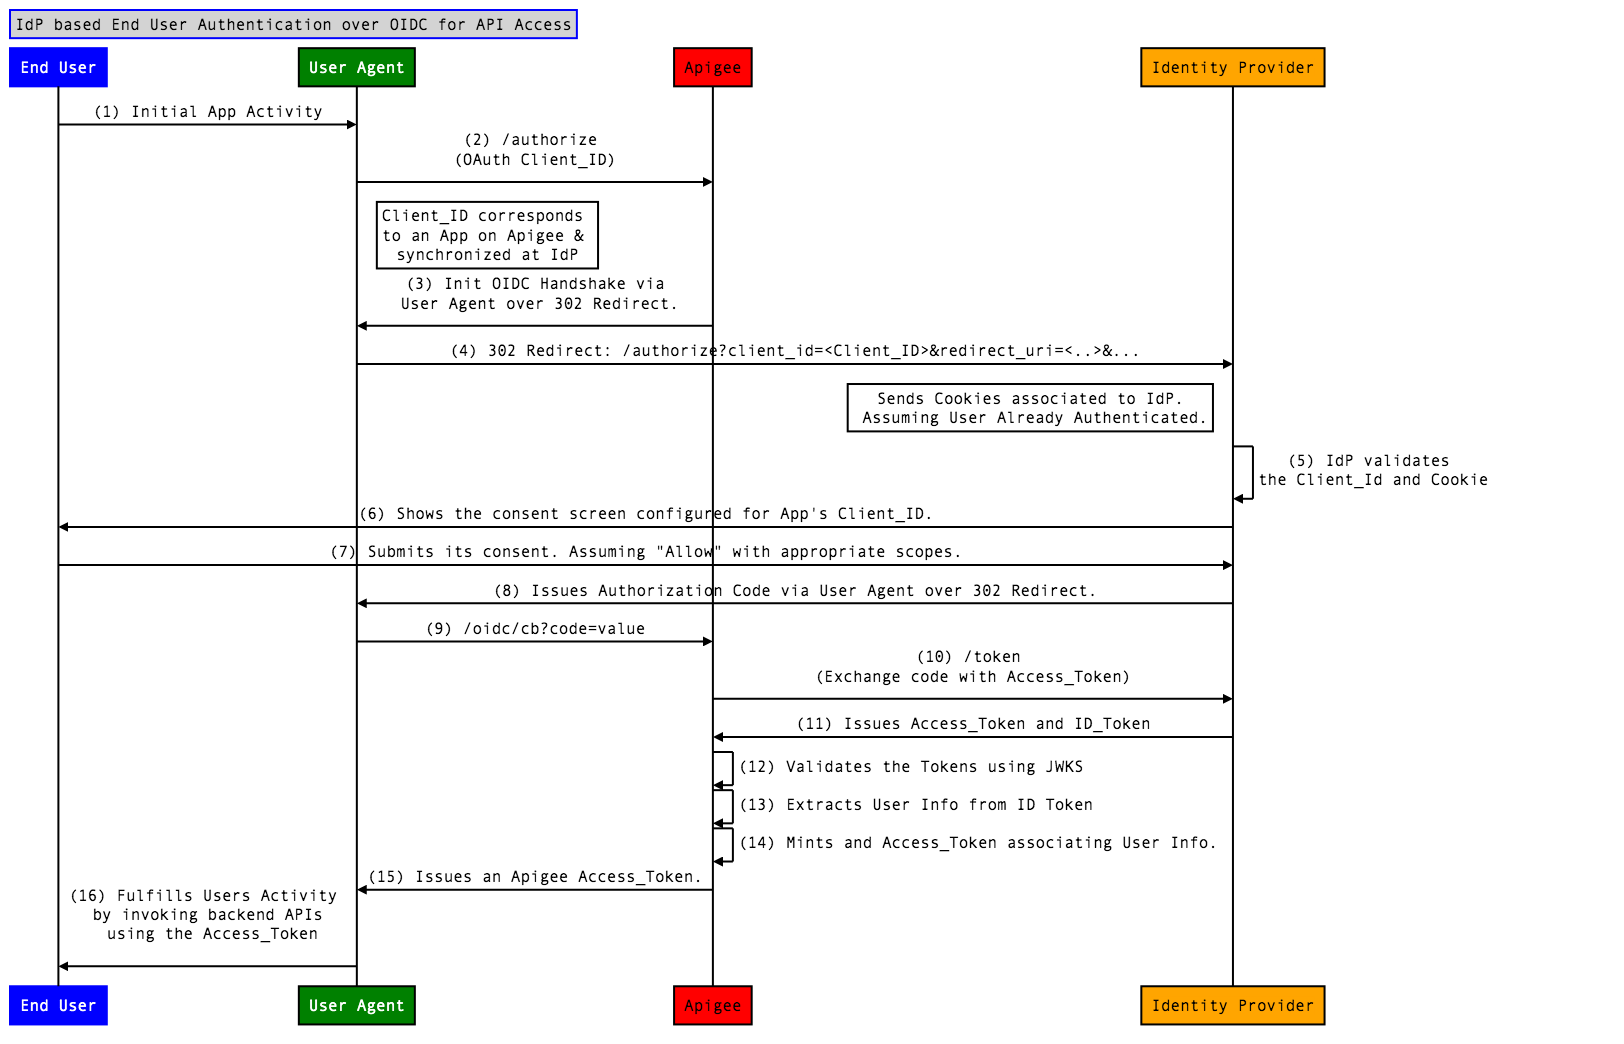 IdP based End User Authentication over OIDC for API Access
End User
User Agent
Apigee
Identity Provider
(1) Initial App Activity
(2) /authorize
(OAuth Client_ID)
Client_ID corresponds
to an App on Apigee &
synchronized at IdP
(3) Init OIDC Handshake via
User Agent over 302 Redirect.
(4) 302 Redirect: /authorize?client_id=<Client_ID>&redirect_uri=<..>&...
Sends Cookies associated to IdP.
Assuming User Already Authenticated.
(5) IdP validates
the Client_Id and Cookie
(6) Shows the consent screen configured for App's Client_ID.
(7) Submits its consent. Assuming "Allow" with appropriate scopes.
(8) Issues Authorization Code via User Agent over 302 Redirect.
(9) /oidc/cb?code=value
(10) /token
(Exchange code with Access_Token)
(11) Issues Access_Token and ID_Token
(12) Validates the Tokens using JWKS
(13) Extracts User Info from ID Token
(14) Mints and Access_Token associating User Info.
(15) Issues an Apigee Access_Token.
(16) Fulfills Users Activity
by invoking backend APIs
using the Access_Token
End User
User Agent
Apigee
Identity Provider